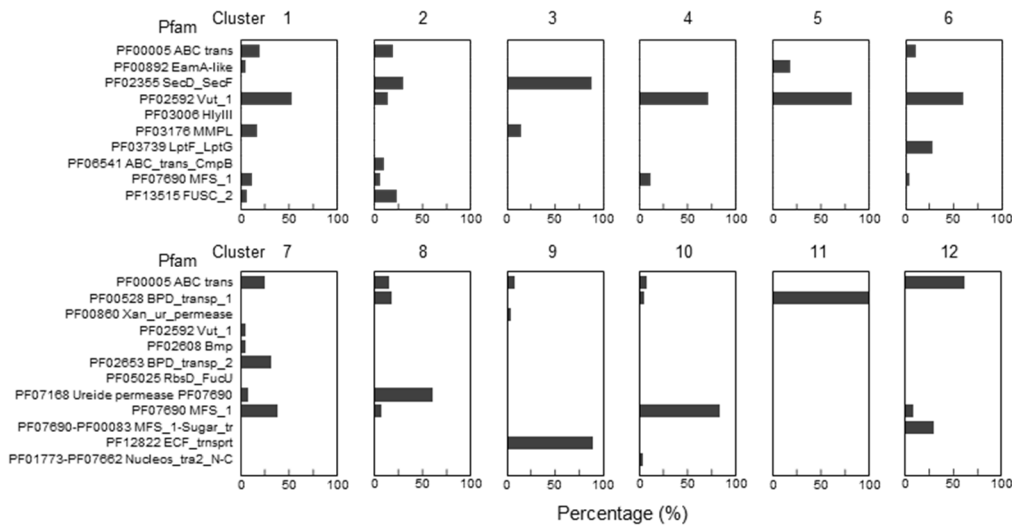 Pfam Cluster 1 2 3 4 5 6
PF00005 ABC trans
PF00892 EamA-like
PF02355 SecD_SecF
PF02592 Vut_1
PF03006 HlyIII
PF03176 MMPL
PF03739 LptF_LptG
PF06541 ABC_trans_CmpB
PF07690 MFS_1
PF13515 FUSC_2
0 50 100 0 50 100 0 50 100 0 50 100 0 50 100 0 50 100
Pfam Cluster 7 8 9 10 11 12
PF00005 ABC trans
PF00528 BPD_transp_1
PF00860 Xan_ur_permease
PF02592 Vut_1
PF02608 Bmp
PF02653 BPD_transp_2
PF05025 RbsD_FucU
PF07168 Ureide permease PF07690
PF07690 MFS_1
PF07690-PF00083 MFS_1-Sugar_tr
PF12822 ECF_trnsprt
PF01773-PF07662 Nucleos_tra2_N-C
0 50 100 0 50 100 0 50 100 0 50 100 0 50 100 0 50 100
Percentage (%)